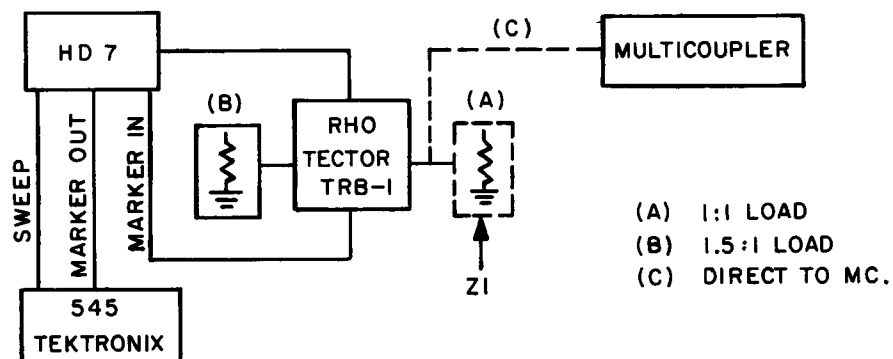 HD 7
(C)
MULTICOUPLER
(B)
(A)
RHO
TECTOR
TRB-1
SWEEP
MARKER OUT
MARKER IN
Z1
(A) 1:1 LOAD
(B) 1.5:1 LOAD
(C) DIRECT TO MC.
545
TEKTRONIX